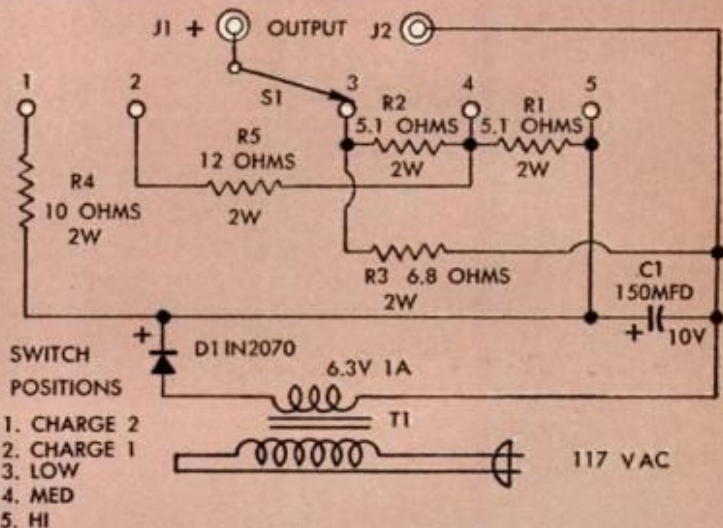 J1 + OUTPUT J2
1 2 3 4 5
S1
R2 R1
5.1 OHMS 5.1 OHMS
2W 2W
R5
12 OHMS
2W
R4
10 OHMS
2W
R3 6.8 OHMS
2W
C1
150MFD
+ 10V
+
D1 IN2070
6.3V 1A
T1
117 VAC
SWITCH
POSITIONS
1. CHARGE 2
2. CHARGE 1
3. LOW
4. MED
5. HI